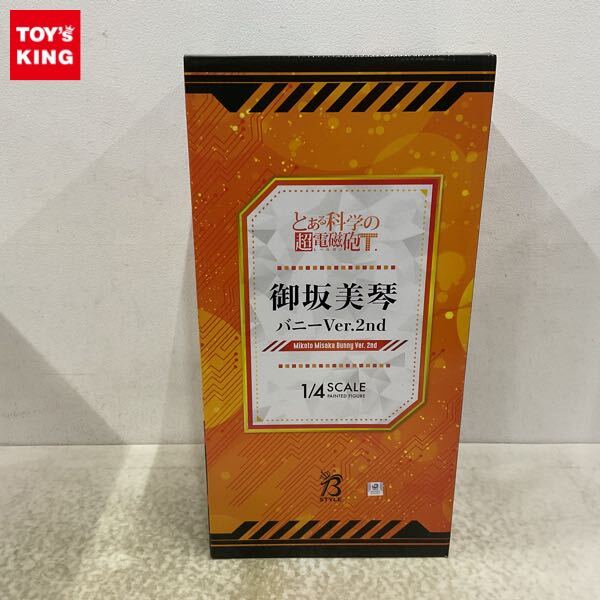 TOY's
KING
とある科学の
超電磁砲T
御坂美琴
バニーVer.2nd
Mikoto Misaka Bunny Ver. 2nd
1/4 SCALE
PAINTED FIGURE
B
STYLE